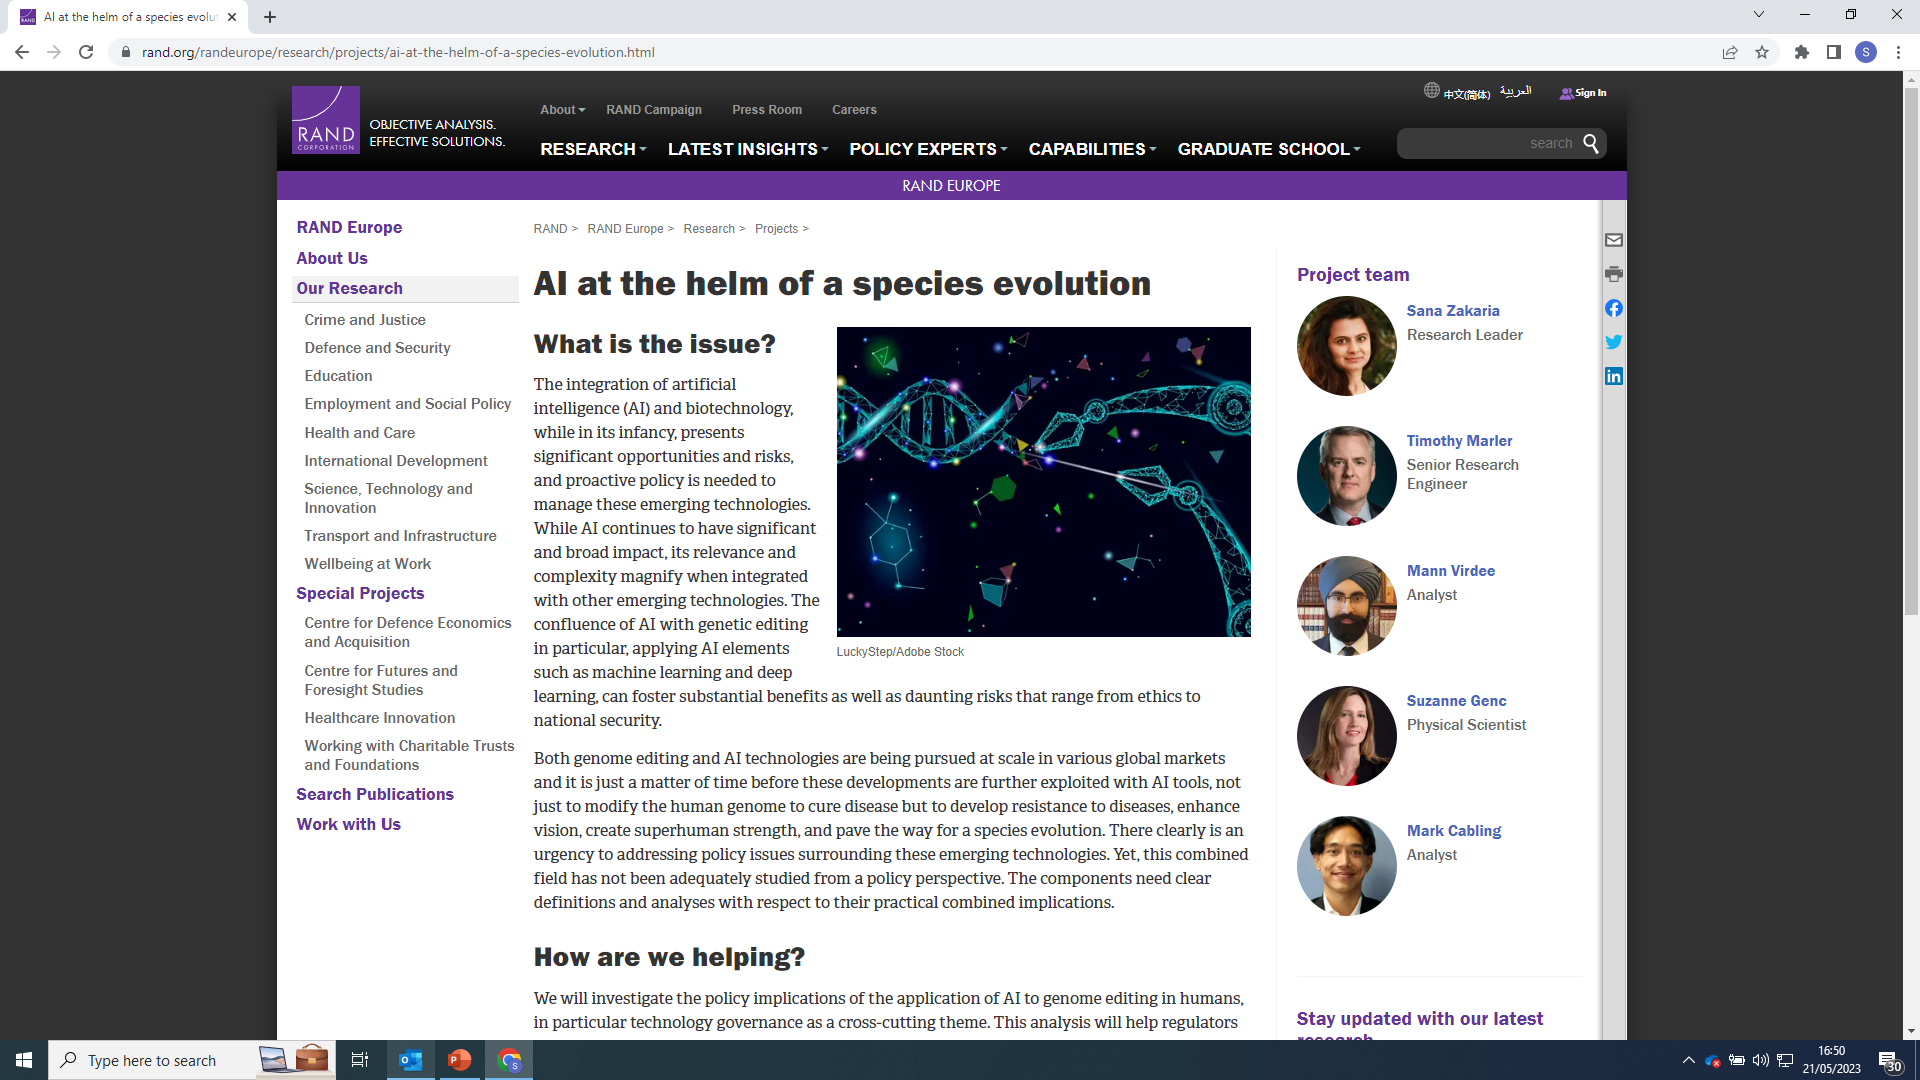 AI at the helm of a species evolut
rand.org/randeurope/research/projects/ai-at-the-helm-of-a-species-evolution.html
S
RAND
CORPORATION
OBJECTIVE ANALYSIS.
EFFECTIVE SOLUTIONS.
About
RAND Campaign
Press Room
Careers
中文(简体)
العربية
Sign In
RESEARCH
LATEST INSIGHTS
POLICY EXPERTS
CAPABILITIES
GRADUATE SCHOOL
search
RAND EUROPE
RAND Europe
About Us
Our Research
Crime and Justice
Defence and Security
Education
Employment and Social Policy
Health and Care
International Development
Science, Technology and
Innovation
Transport and Infrastructure
Wellbeing at Work
Special Projects
Centre for Defence Economics
and Acquisition
Centre for Futures and
Foresight Studies
Healthcare Innovation
Working with Charitable Trusts
and Foundations
Search Publications
Work with Us
RAND > RAND Europe > Research > Projects >
AI at the helm of a species evolution
What is the issue?
The integration of artificial
intelligence (AI) and biotechnology,
while in its infancy, presents
significant opportunities and risks,
and proactive policy is needed to
manage these emerging technologies.
While AI continues to have significant
and broad impact, its relevance and
complexity magnify when integrated
with other emerging technologies. The
confluence of AI with genetic editing
in particular, applying AI elements
such as machine learning and deep
learning, can foster substantial benefits as well as daunting risks that range from ethics to
national security.
LuckyStep/Adobe Stock
Both genome editing and AI technologies are being pursued at scale in various global markets
and it is just a matter of time before these developments are further exploited with AI tools, not
just to modify the human genome to cure disease but to develop resistance to diseases, enhance
vision, create superhuman strength, and pave the way for a species evolution. There clearly is an
urgency to addressing policy issues surrounding these emerging technologies. Yet, this combined
field has not been adequately studied from a policy perspective. The components need clear
definitions and analyses with respect to their practical combined implications.
How are we helping?
We will investigate the policy implications of the application of AI to genome editing in humans,
in particular technology governance as a cross-cutting theme. This analysis will help regulators
Project team
Sana Zakaria
Research Leader
Timothy Marler
Senior Research
Engineer
Mann Virdee
Analyst
Suzanne Genc
Physical Scientist
Mark Cabling
Analyst
Stay updated with our latest
research
Type here to search
16:50
21/05/2023
30